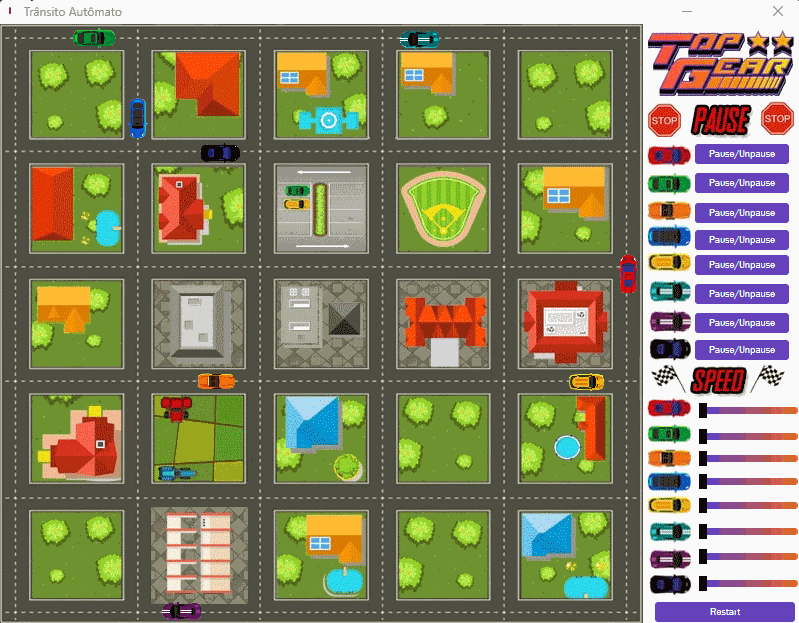 Trânsito Autômato
TOP
GEAR
STOP
PAUSE
STOP
Pause/Unpause
Pause/Unpause
Pause/Unpause
Pause/Unpause
Pause/Unpause
Pause/Unpause
Pause/Unpause
Pause/Unpause
SPEED
Restart